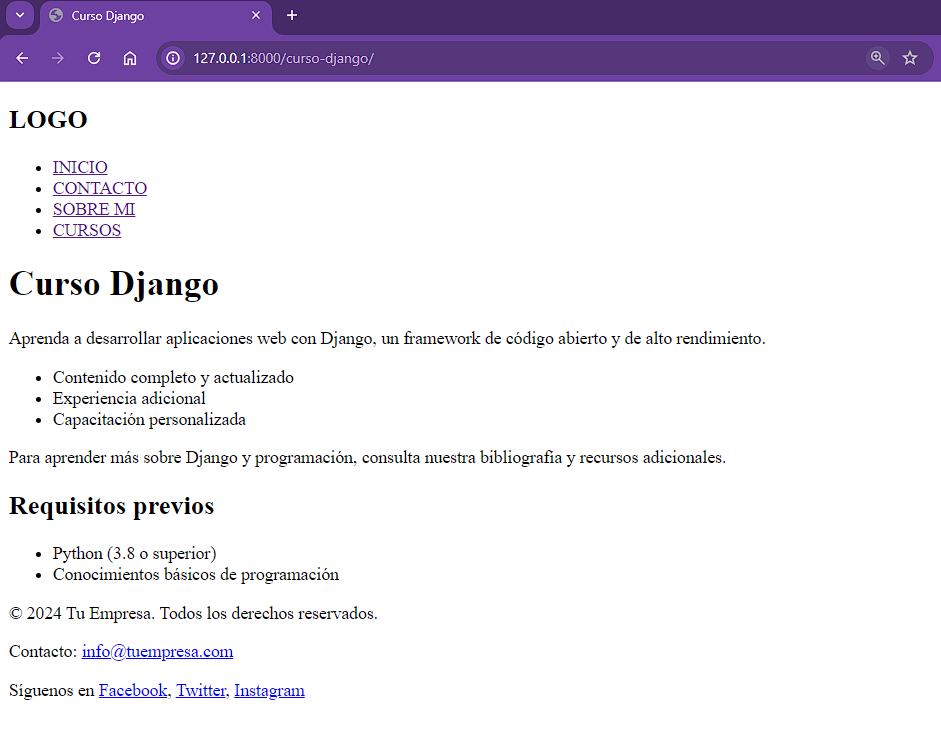 Curso Django
127.0.0.1:8000/curso-django/
LOGO
INICIO
CONTACTO
SOBRE MI
CURSOS
Curso Django
Aprenda a desarrollar aplicaciones web con Django, un framework de código abierto y de alto rendimiento.
Contenido completo y actualizado
Experiencia adicional
Capacitación personalizada
Para aprender más sobre Django y programación, consulta nuestra bibliografía y recursos adicionales.
Requisitos previos
Python (3.8 o superior)
Conocimientos básicos de programación
© 2024 Tu Empresa. Todos los derechos reservados.
Contacto: info@tuempresa.com
Síguenos en Facebook, Twitter, Instagram